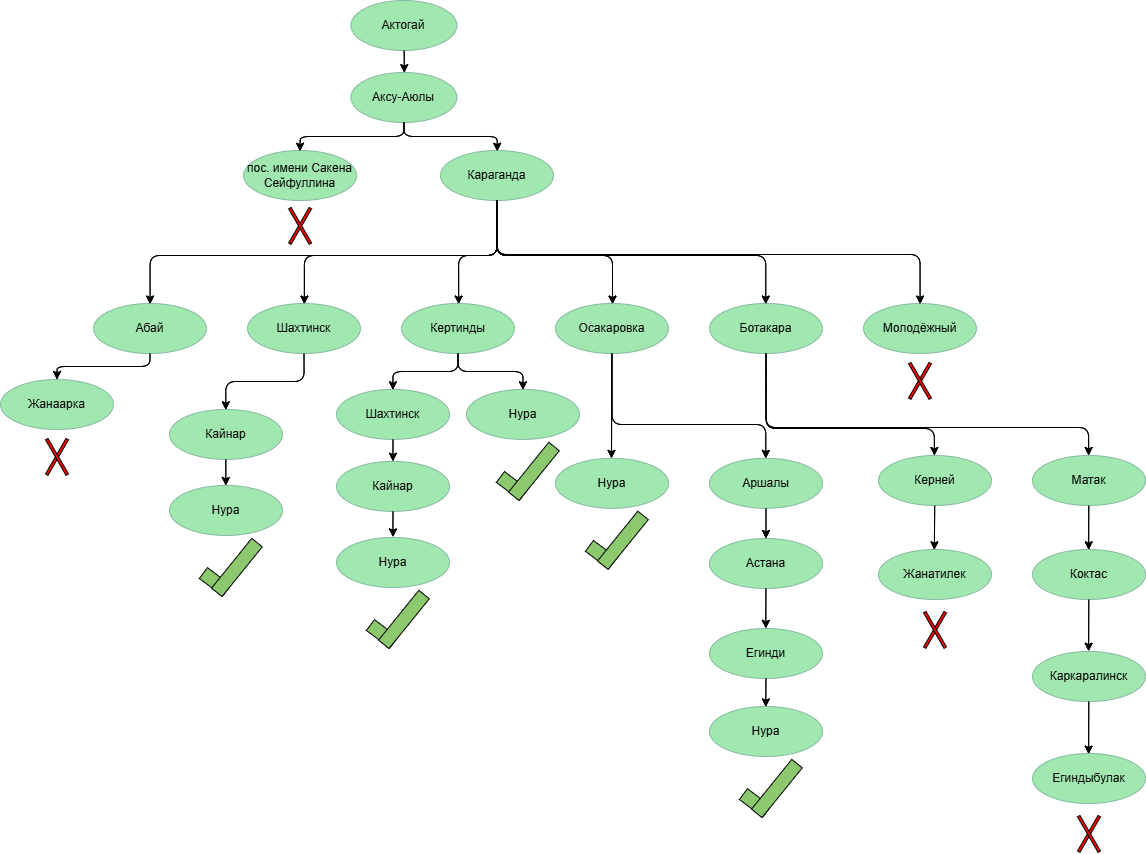 Актогай
Аксу-Аюлы
пос. имени Сакена
Сейфуллина
Караганда
Абай
Шахтинск
Кертинды
Осакаровка
Ботакара
Молодёжный
Жанаарка
Шахтинск
Нура
Кайнар
Кайнар
Нура
Аршалы
Керней
Матак
Нура
Нура
Астана
Жанатилек
Коктас
Егинди
Каркаралинск
Нура
Егиндыбулак